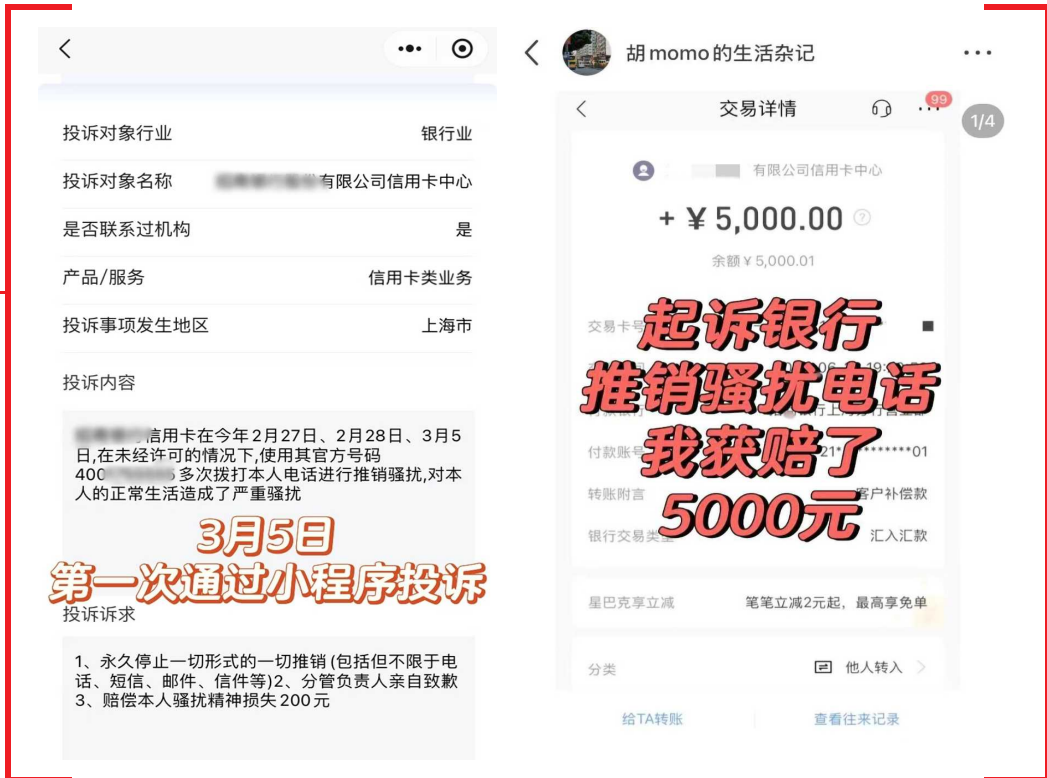 投诉对象行业
银行业
投诉对象名称
有限公司信用卡中心
是否联系过机构
是
产品/服务
信用卡类业务
投诉事项发生地区
上海市
投诉内容
信用卡在今年2月27日、2月28日、3月5
日,在未经许可的情况下,使用其官方号码
400
多次拨打本人电话进行推销骚扰,对本
人的正常生活造成了严重骚扰
3月5日
第一次通过小程序投诉
投诉诉求
1、永久停止一切形式的一切推销(包括但不限于电
话、短信、邮件、信件等)2、分管负责人亲自致歉
3、赔偿本人骚扰精神损失200元
胡momo的生活杂记
交易详情
99
1/4
有限公司信用卡中心
+ ¥ 5,000.00
余额¥5,000.01
交易卡号
起诉银行
推销骚扰电话
我获赔了
5000元
付款账号
21*
*******01
转账附言
客户补偿款
银行交易类型
汇入汇款
星巴克享立减
笔笔立减2元起，最高享免单
分类
他人转入
给TA转账
查看往来记录